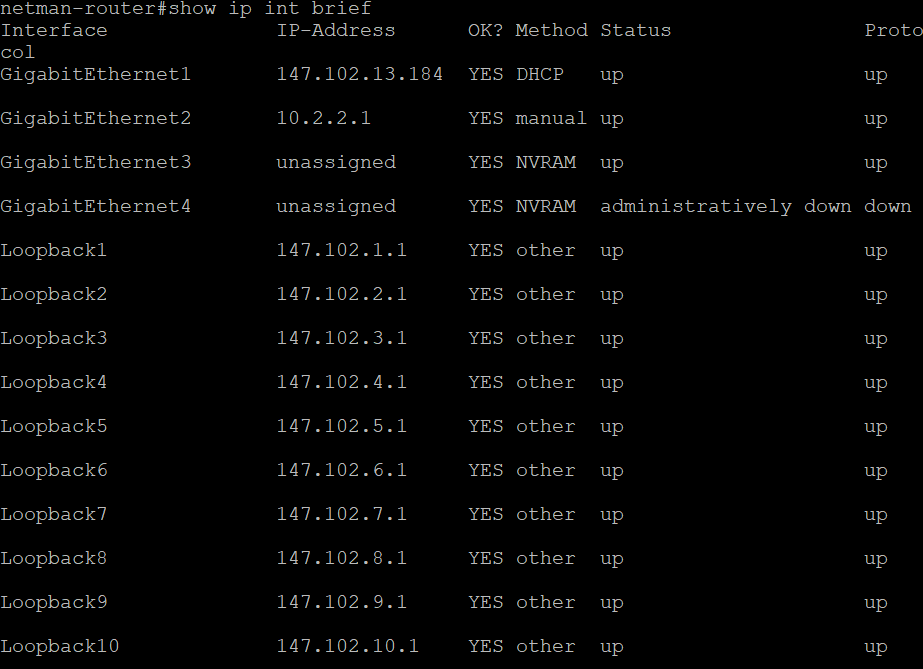 netman-router#show ip int brief
Interface              IP-Address      OK? Method Status                Proto
col
GigabitEthernet1       147.102.13.184  YES DHCP   up                    up
GigabitEthernet2       10.2.2.1        YES manual up                    up
GigabitEthernet3       unassigned      YES NVRAM  up                    up
GigabitEthernet4       unassigned      YES NVRAM  administratively down down
Loopback1              147.102.1.1     YES other  up                    up
Loopback2              147.102.2.1     YES other  up                    up
Loopback3              147.102.3.1     YES other  up                    up
Loopback4              147.102.4.1     YES other  up                    up
Loopback5              147.102.5.1     YES other  up                    up
Loopback6              147.102.6.1     YES other  up                    up
Loopback7              147.102.7.1     YES other  up                    up
Loopback8              147.102.8.1     YES other  up                    up
Loopback9              147.102.9.1     YES other  up                    up
Loopback10             147.102.10.1    YES other  up                    up